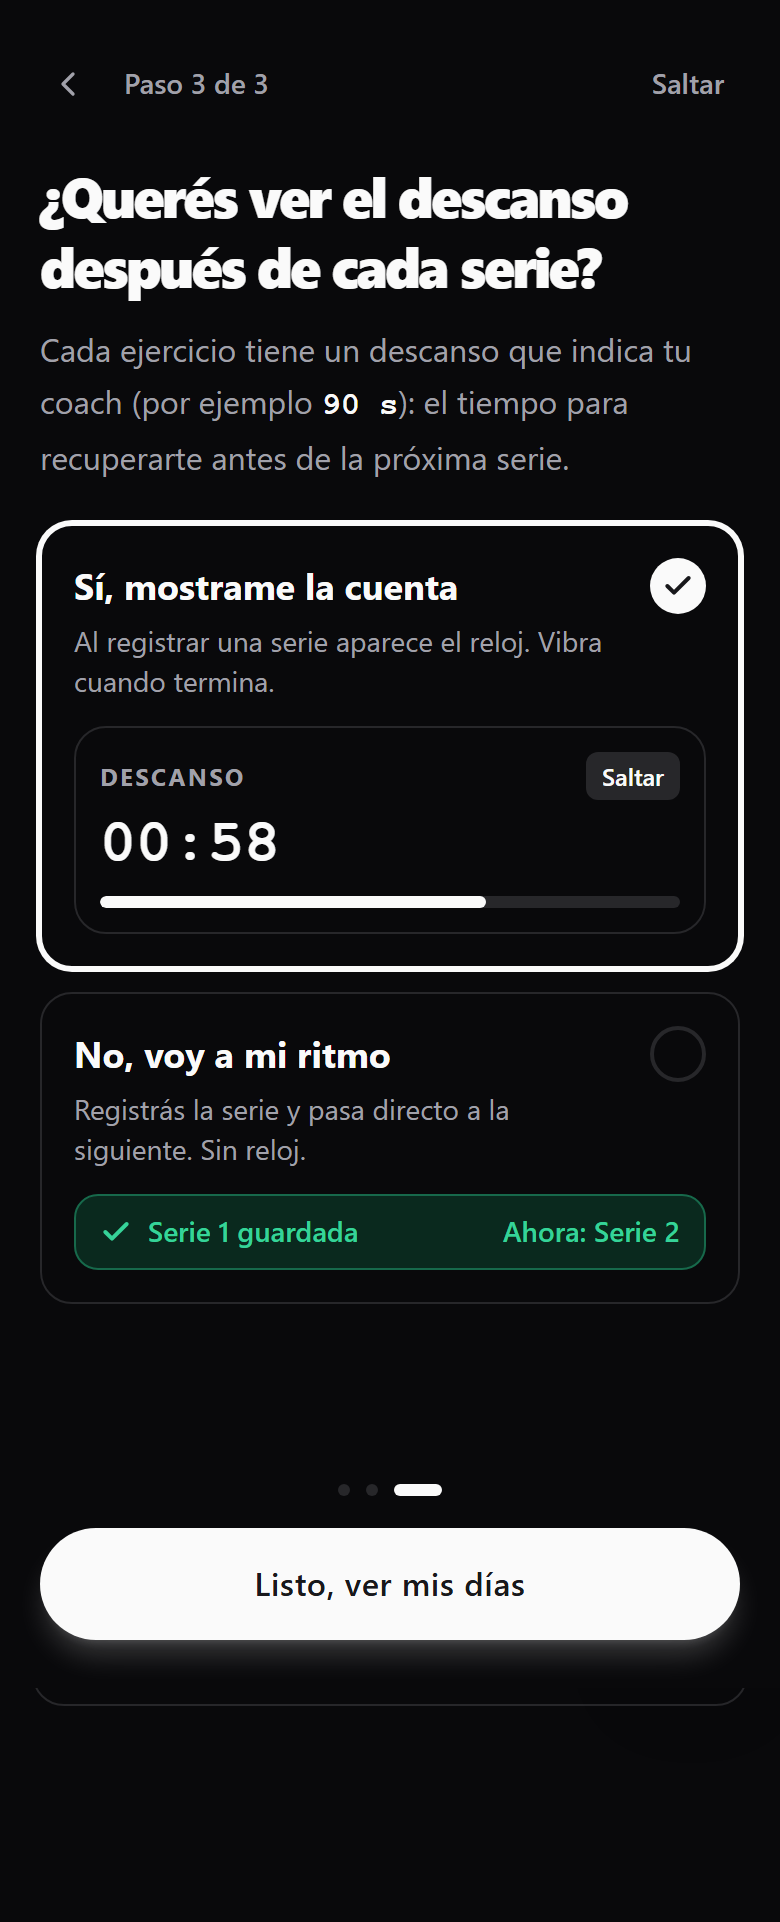 Paso 3 de 3
Saltar
¿Querés ver el descanso
después de cada serie?
Cada ejercicio tiene un descanso que indica tu
coach (por ejemplo 90 s): el tiempo para
recuperarte antes de la próxima serie.
Sí, mostrame la cuenta
Al registrar una serie aparece el reloj. Vibra
cuando termina.
DESCANSO
Saltar
00:58
No, voy a mi ritmo
Registrás la serie y pasa directo a la
siguiente. Sin reloj.
Serie 1 guardada
Ahora: Serie 2
Listo, ver mis días